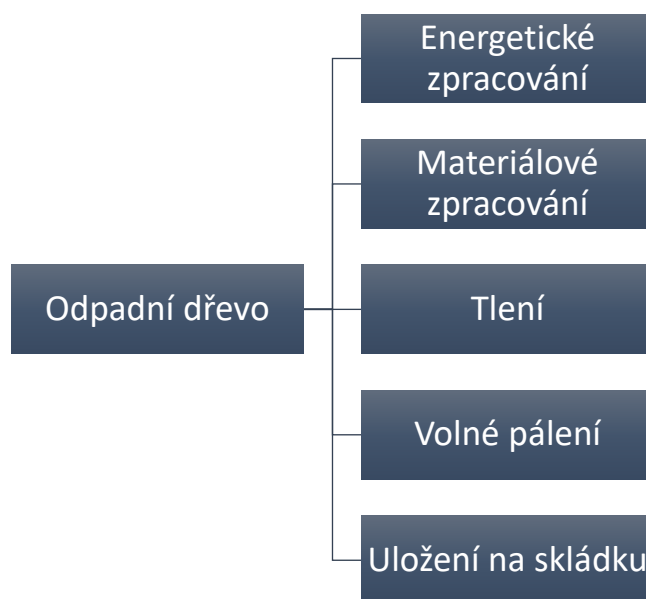 Odpadní dřevo
Energetické
zpracování
Materiálové
zpracování
Tlení
Volné pálení
Uložení na skládku